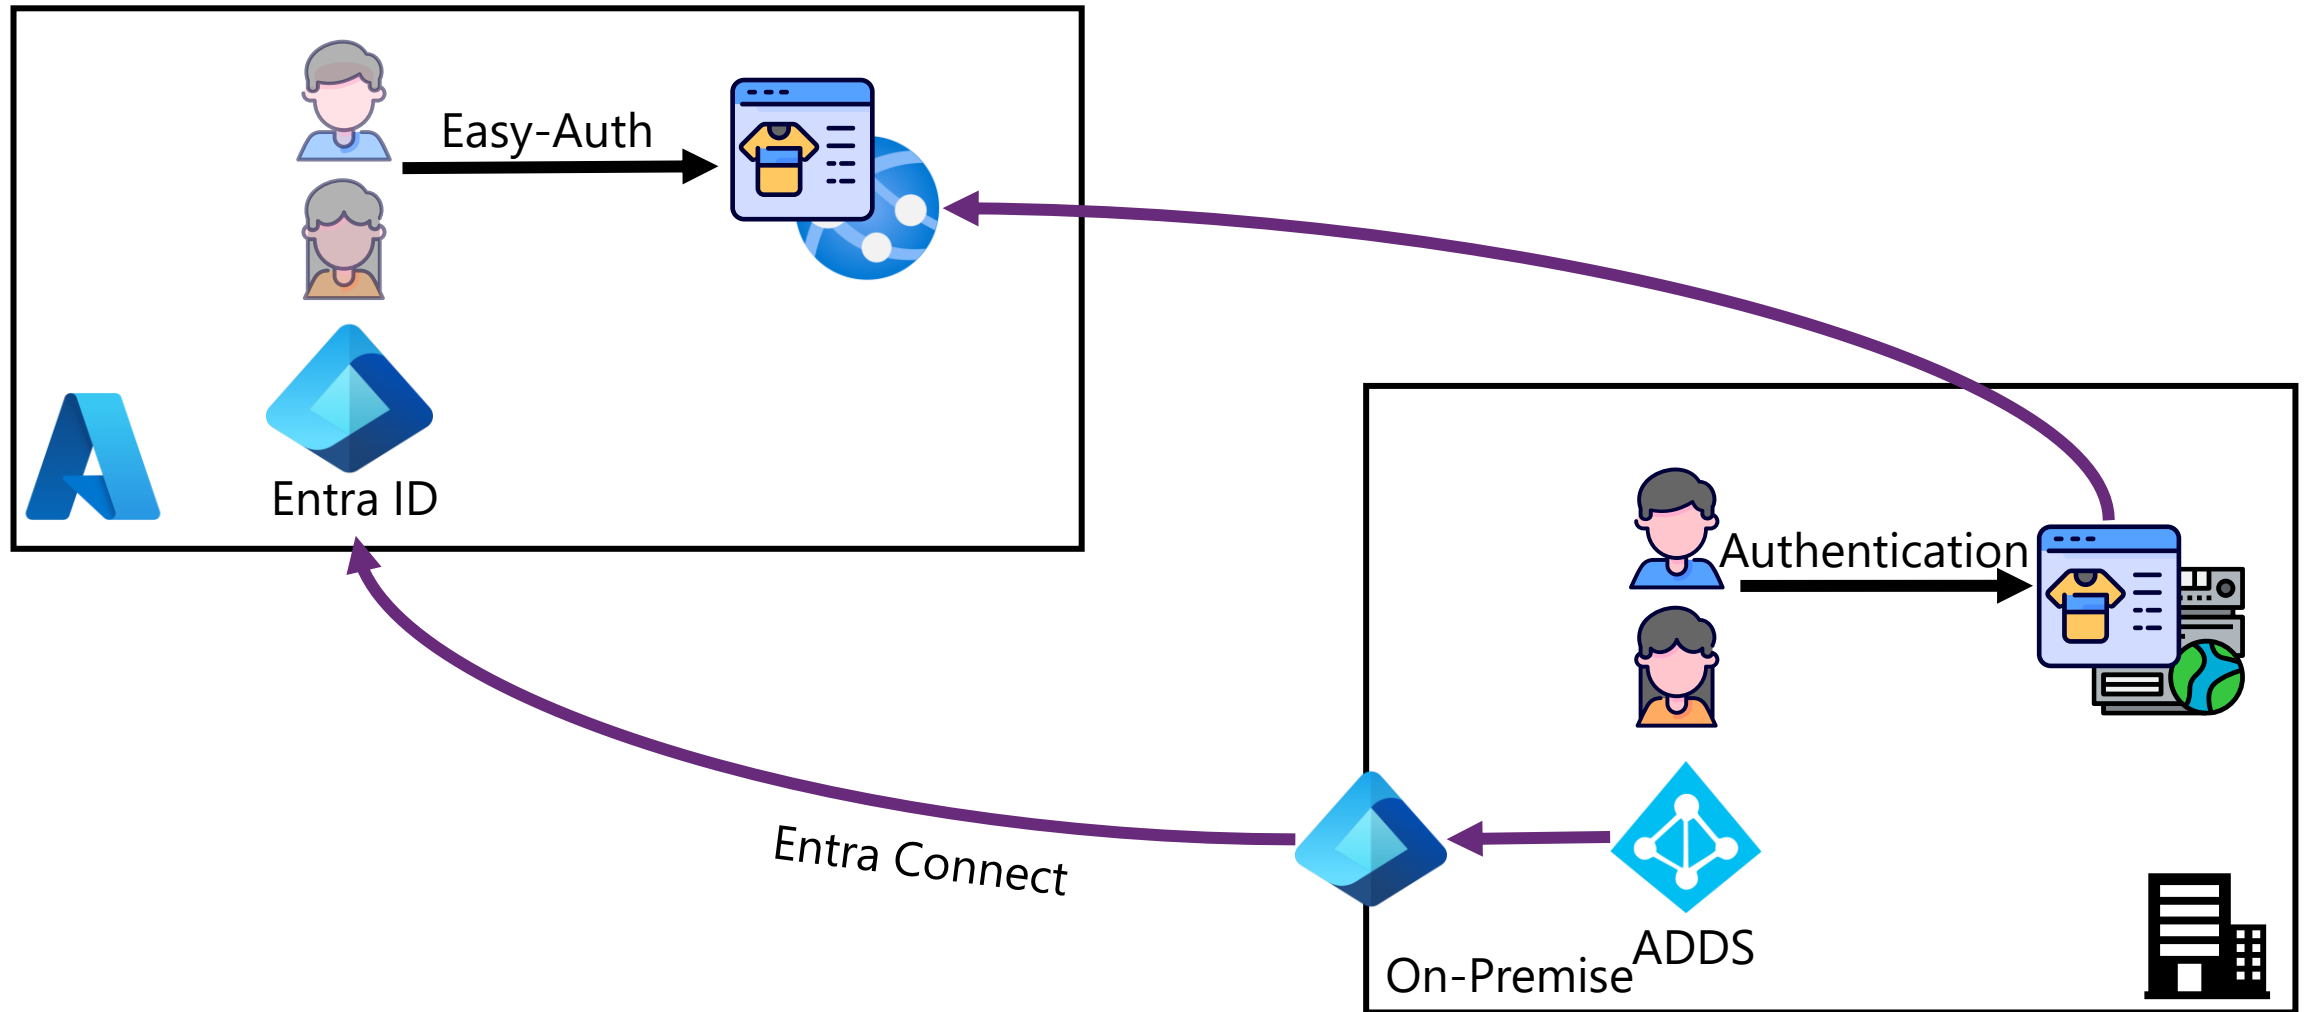 Easy-Auth
Entra ID
Authentication
Entra Connect
ADDS
On-Premise